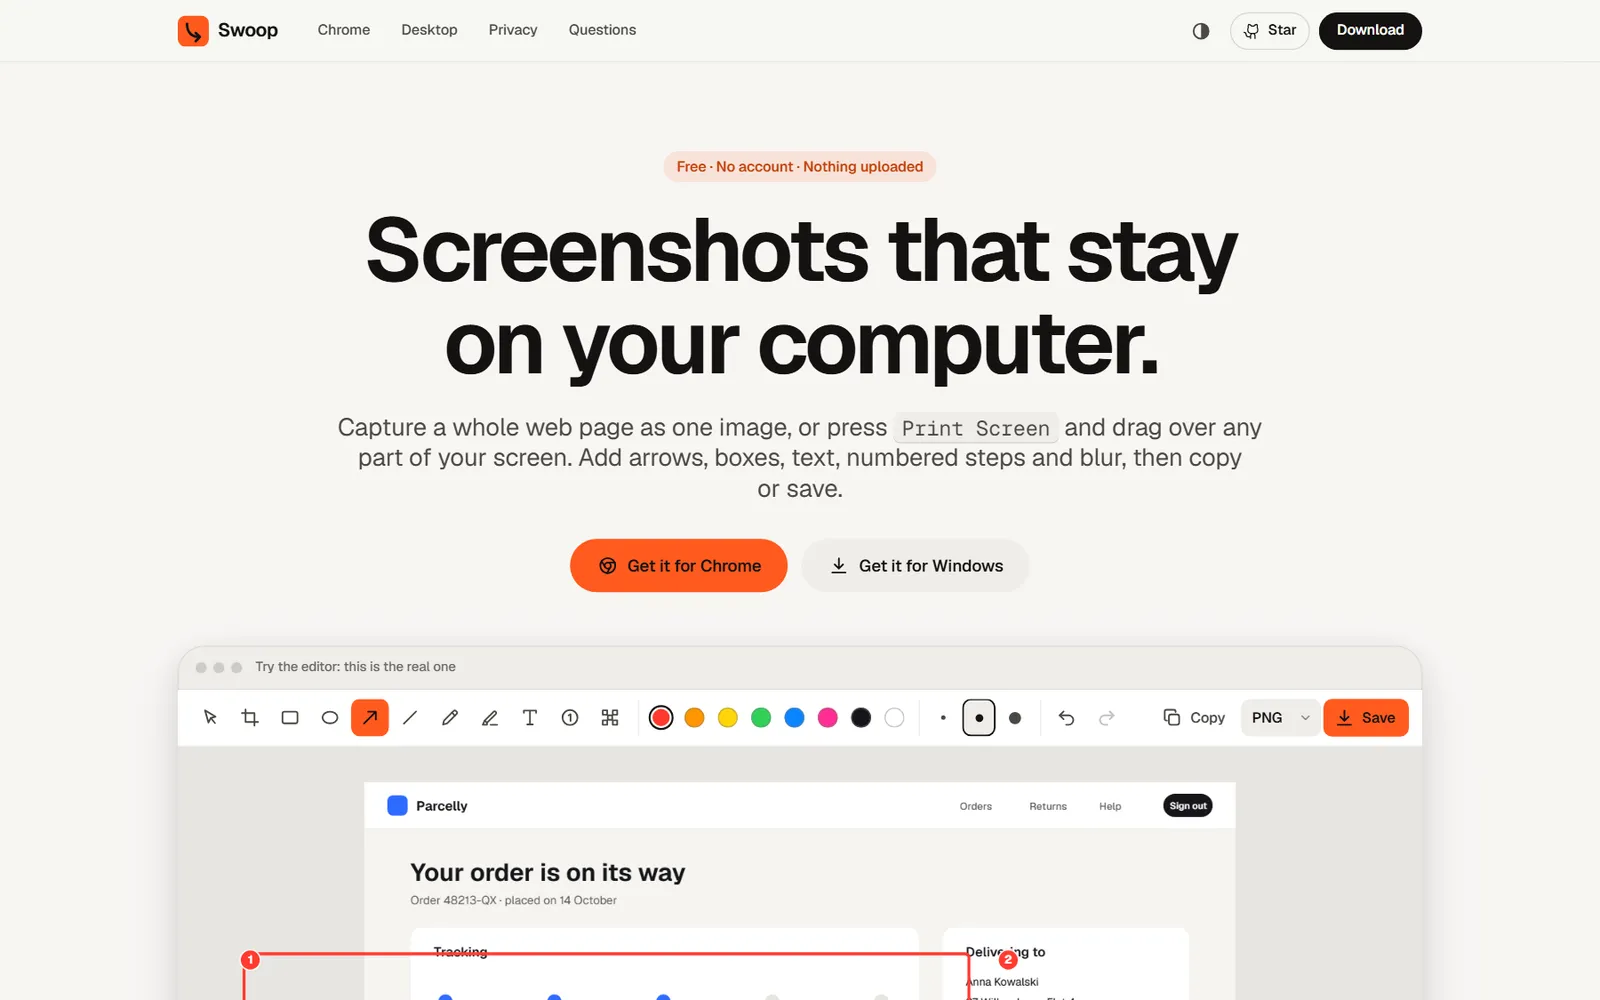 Swoop
Chrome
Desktop
Privacy
Questions
Star
Download
Free · No account · Nothing uploaded
Screenshots that stay
on your computer.
Capture a whole web page as one image, or press Print Screen and drag over any
part of your screen. Add arrows, boxes, text, numbered steps and blur, then copy
or save.
Get it for Chrome
Get it for Windows
Try the editor: this is the real one
T
1
Copy
PNG
Save
Parcelly
Orders
Returns
Help
Sign out
Your order is on its way
Order 48213-QX · placed on 14 October
1
Tracking
Delivering to
2
Anna Kowalski